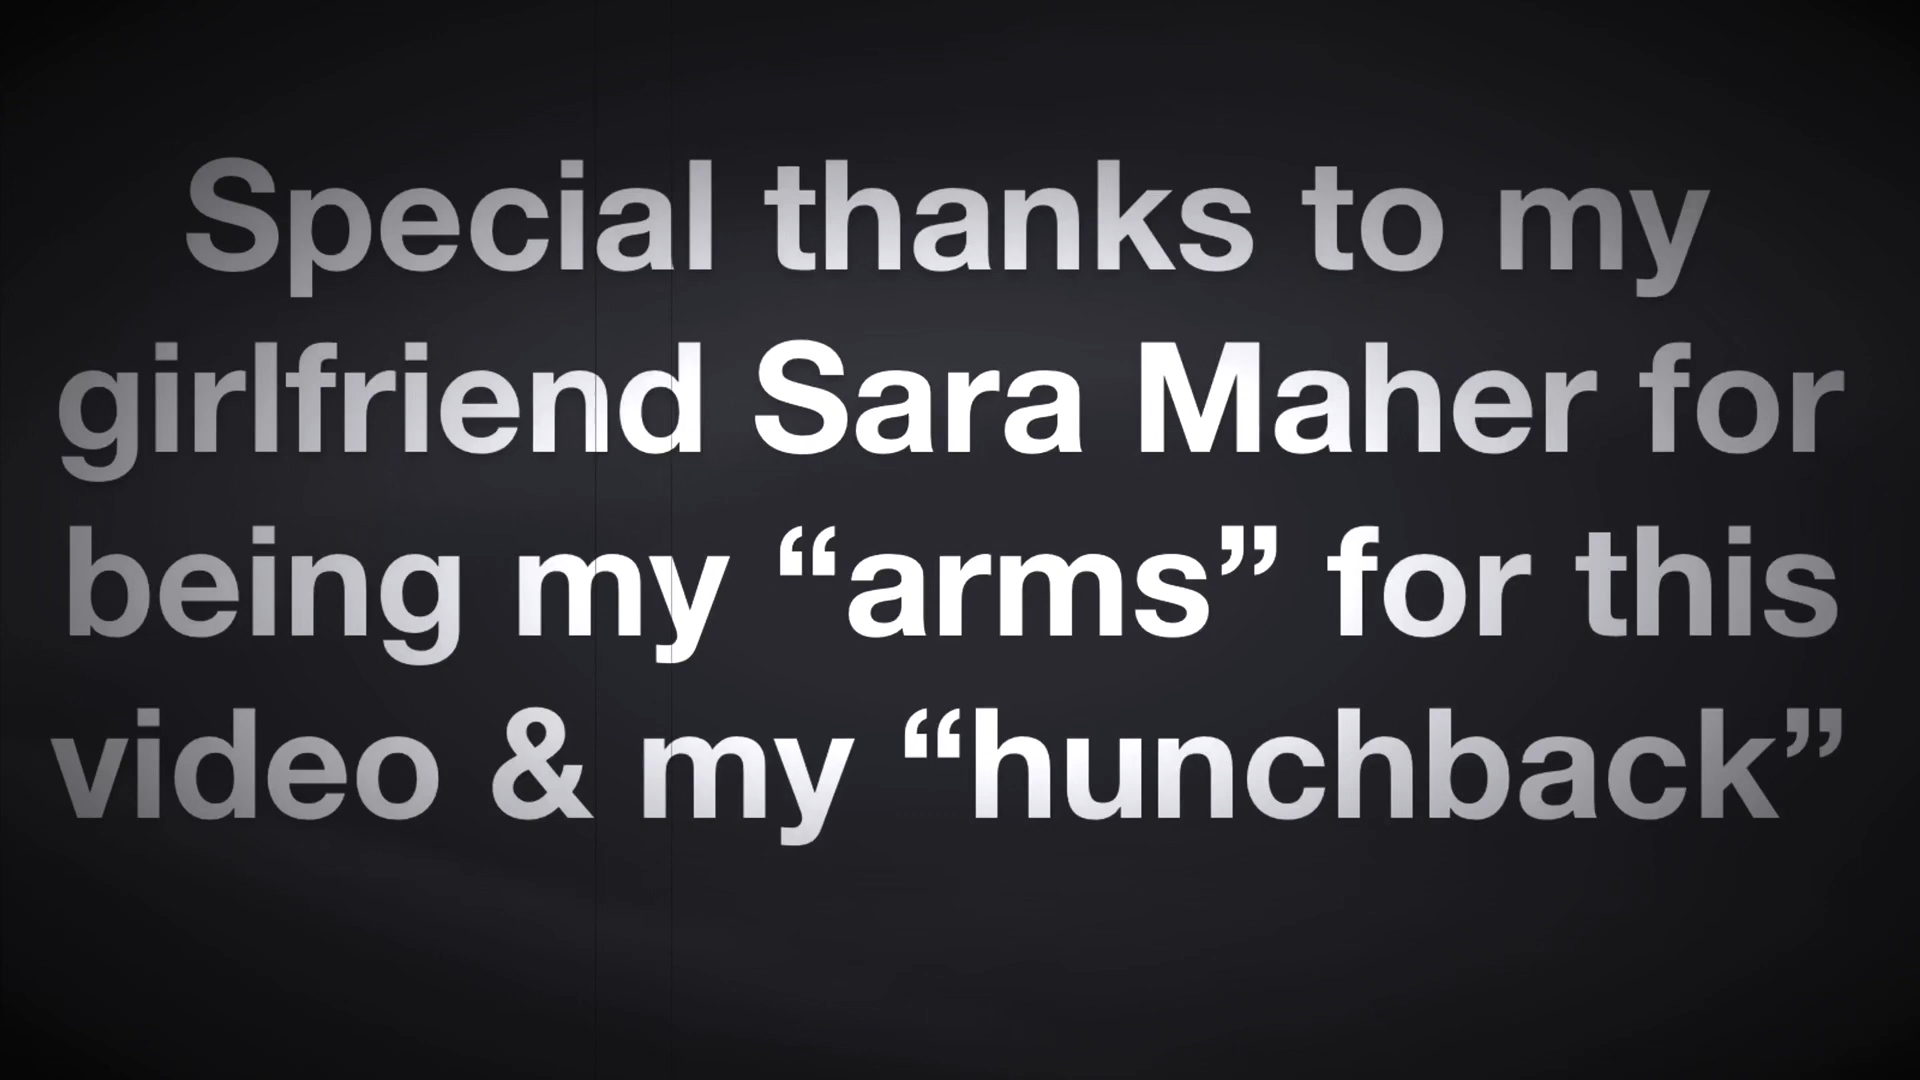 Special thanks to my
girlfriend Sara Maher for
being my “arms” for this
video & my “hunchback”